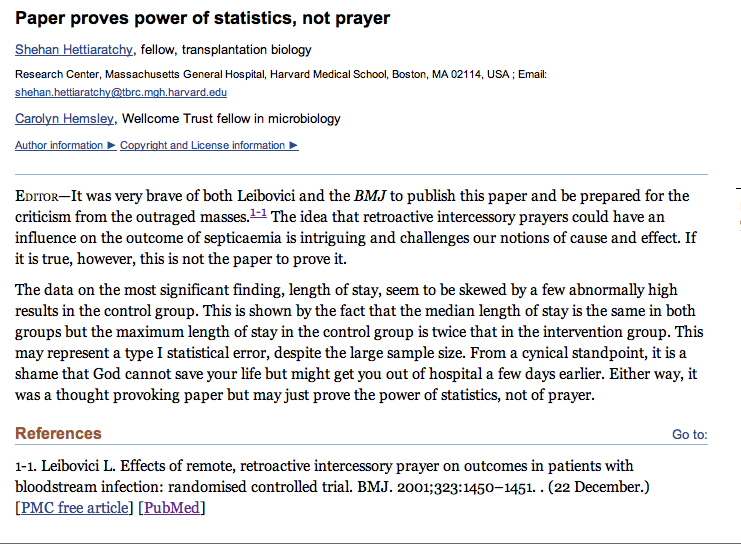 Paper proves power of statistics, not prayer
Shehan Hettiaratchy, fellow, transplantation biology
Research Center, Massachusetts General Hospital, Harvard Medical School, Boston, MA 02114, USA ; Email:
shehan.hettiaratchy@tbrc.mgh.harvard.edu
Carolyn Hemsley, Wellcome Trust fellow in microbiology
Author information ► Copyright and License information ►
EDITOR—It was very brave of both Leibovici and the BMJ to publish this paper and be prepared for the
criticism from the outraged masses.1-1 The idea that retroactive intercessory prayers could have an
influence on the outcome of septicaemia is intriguing and challenges our notions of cause and effect. If
it is true, however, this is not the paper to prove it.
The data on the most significant finding, length of stay, seem to be skewed by a few abnormally high
results in the control group. This is shown by the fact that the median length of stay is the same in both
groups but the maximum length of stay in the control group is twice that in the intervention group. This
may represent a type I statistical error, despite the large sample size. From a cynical standpoint, it is a
shame that God cannot save your life but might get you out of hospital a few days earlier. Either way, it
was a thought provoking paper but may just prove the power of statistics, not of prayer.
References
Go to:
1-1. Leibovici L. Effects of remote, retroactive intercessory prayer on outcomes in patients with
bloodstream infection: randomised controlled trial. BMJ. 2001;323:1450–1451. . (22 December.)
[PMC free article] [PubMed]